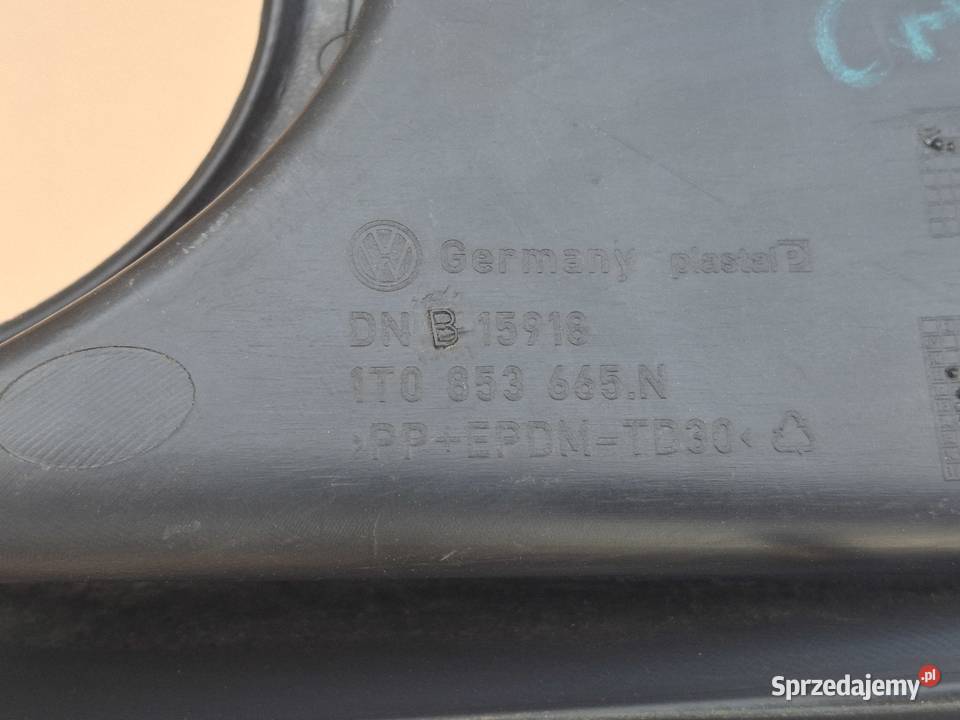 Germany plastal
DN B 15918
1T0 853 665.N
>PP+EPDM-TD30<
Sprzedajemy.pl